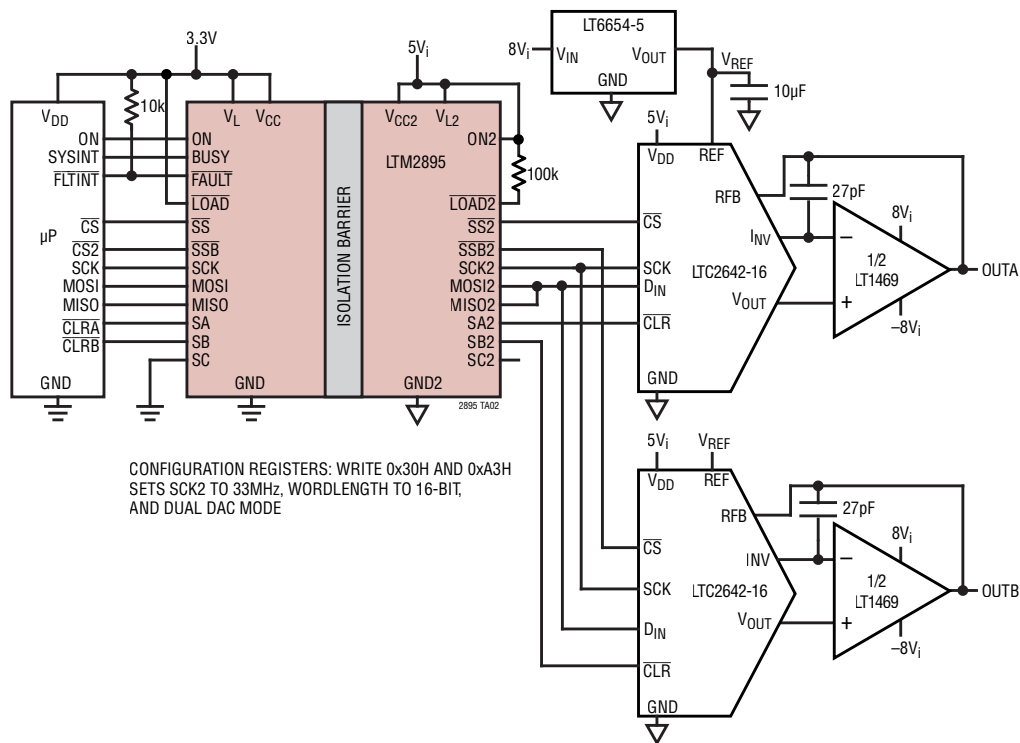 LT6654-5
8Vi
VIN
VOUT
GND
VREF
10µF
3.3V
10k
VDD
ON
SYSINT
FLTINT
CS
µP
CS2
SCK
MOSI
MISO
CLRA
CLRB
GND
VL
VCC
ON
BUSY
FAULT
LOAD
SS
SSB
SCK
MOSI
MISO
SA
SB
SC
GND
ISOLATION BARRIER
5Vi
VCC2
VL2
LTM2895
ON2
100k
LOAD2
SS2
SSB2
SCK2
MOSI2
MISO2
SA2
SB2
SC2
GND2
2895 TA02
5Vi
VDD
REF
RFB
27pF
CS
INV
SCK
LTC2642-16
DIN
VOUT
CLR
GND
8Vi
–
1/2
LT1469
+
–8Vi
OUTA
CONFIGURATION REGISTERS: WRITE 0x30H AND 0xA3H
SETS SCK2 TO 33MHz, WORDLENGTH TO 16-BIT,
AND DUAL DAC MODE
5Vi
VREF
VDD
REF
RFB
27pF
CS
INV
SCK
LTC2642-16
DIN
VOUT
CLR
GND
8Vi
–
1/2
LT1469
+
–8Vi
OUTB